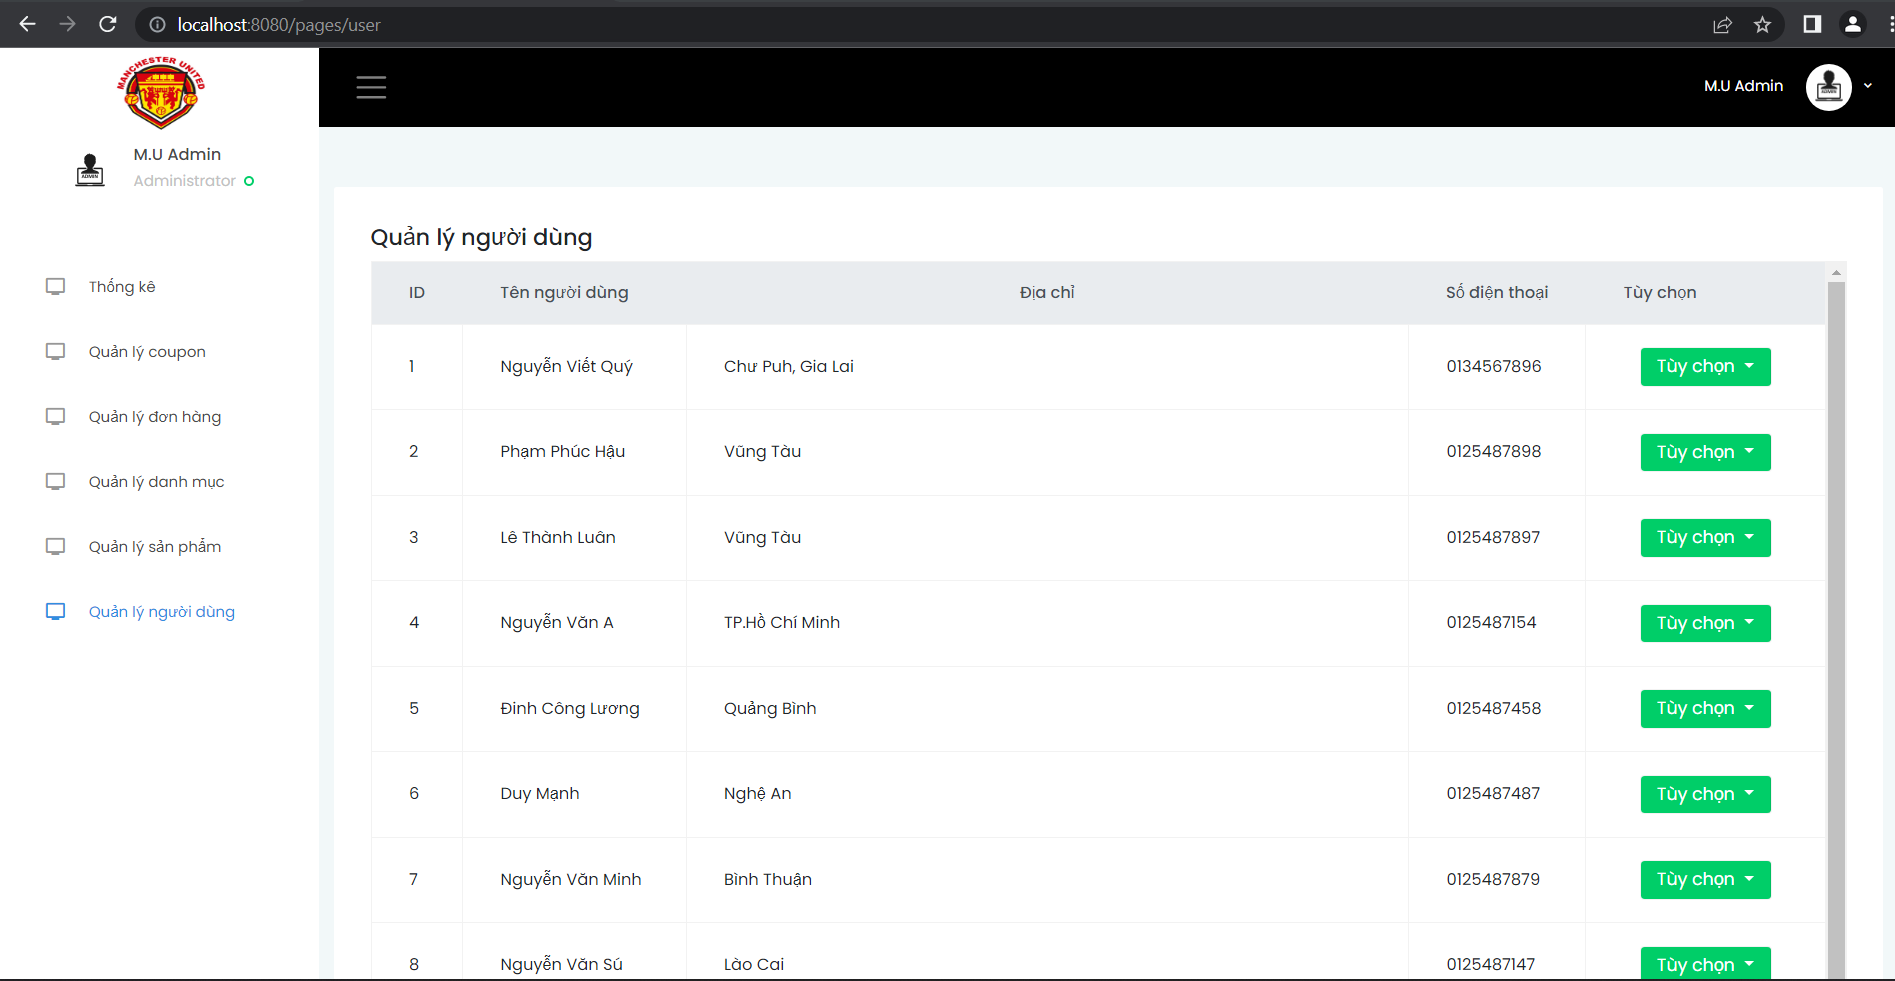 localhost:8080/pages/user
MANCHESTER UNITED
M.U Admin
ADMIN
M.U Admin
ADMIN
Administrator
Thống kê
Quản lý coupon
Quản lý đơn hàng
Quản lý danh mục
Quản lý sản phẩm
Quản lý người dùng
Quản lý người dùng
ID Tên người dùng Địa chỉ Số điện thoại Tùy chọn
1 Nguyễn Viết Quý Chư Puh, Gia Lai 0134567896 Tùy chọn
2 Phạm Phúc Hậu Vũng Tàu 0125487898 Tùy chọn
3 Lê Thành Luân Vũng Tàu 0125487897 Tùy chọn
4 Nguyễn Văn A TP.Hồ Chí Minh 0125487154 Tùy chọn
5 Đinh Công Lương Quảng Bình 0125487458 Tùy chọn
6 Duy Mạnh Nghệ An 0125487487 Tùy chọn
7 Nguyễn Văn Minh Bình Thuận 0125487879 Tùy chọn
8 Nguyễn Văn Sú Lào Cai 0125487147 Tùy chọn